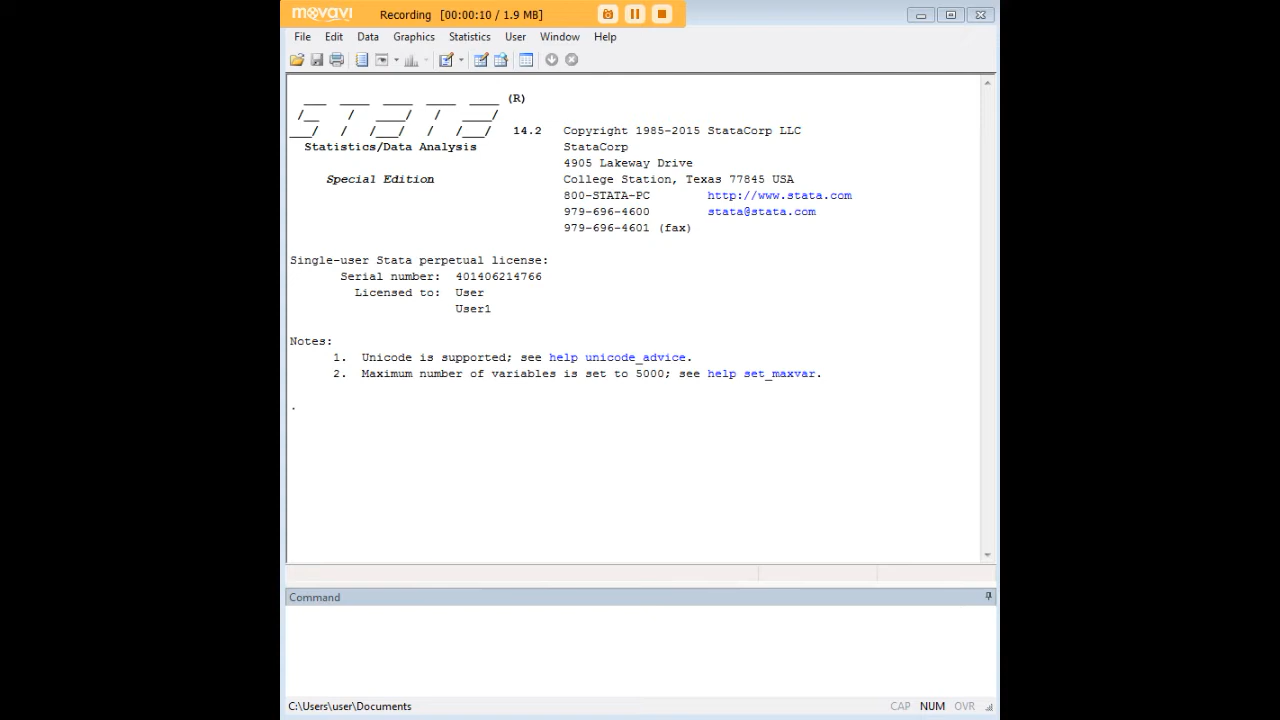 movavi Recording [00:00:10 / 1.9 MB]
File Edit Data Graphics Statistics User Window Help
(R)
14.2 Copyright 1985-2015 StataCorp LLC
Statistics/Data Analysis StataCorp
4905 Lakeway Drive
Special Edition College Station, Texas 77845 USA
800-STATA-PC http://www.stata.com
979-696-4600 stata@stata.com
979-696-4601 (fax)
Single-user Stata perpetual license:
Serial number: 401406214766
Licensed to: User
User1
Notes:
1. Unicode is supported; see help unicode_advice.
2. Maximum number of variables is set to 5000; see help set_maxvar.
.
Command
C:\Users\user\Documents CAP NUM OVR